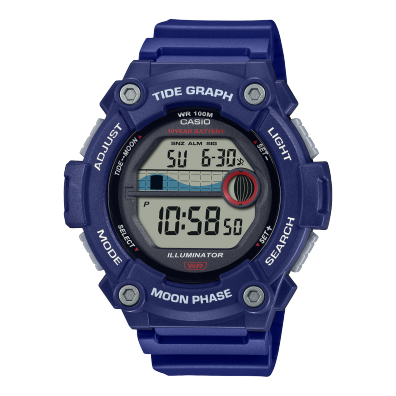 TIDE GRAPH
WR 100M
CASIO
10 YEAR BATTERY
ADJUST
LIGHT
TIDE–MOON
SET–
SNZ ALM SIG
SU 6-30
P
10:58 50
SELECT
SET+
MODE
SEARCH
ILLUMINATOR
MOON PHASE